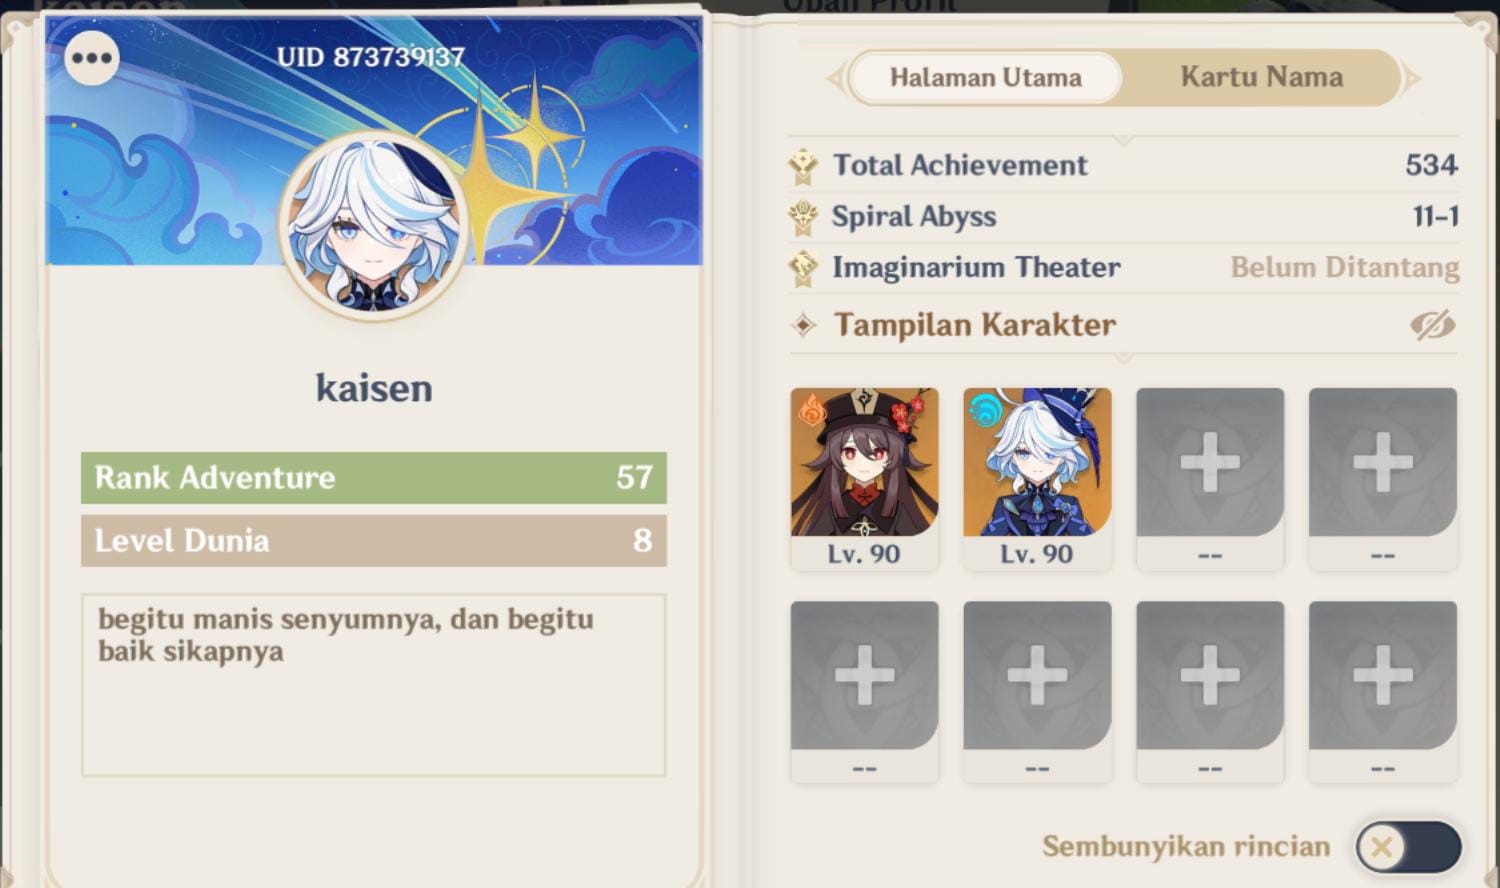 UID 873739137
kaisen
Rank Adventure 57
Level Dunia 8
begitu manis senyumnya, dan begitu
baik sikapnya
Halaman Utama Kartu Nama
Total Achievement 534
Spiral Abyss 11-1
Imaginarium Theater Belum Ditantang
Tampilan Karakter
Lv. 90 Lv. 90 -- --
-- -- -- --
Sembunyikan rincian